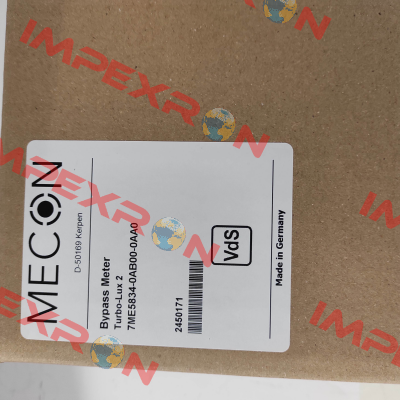 MECON
D-50169 Kerpen
Bypass Meter
Turbo-Lux 2
7ME5834-0AB00-0AA0
2450171
VdS
Made in Germany
IMPEXRON
IMPEXRON
IMPEXRON
IMPEXRON